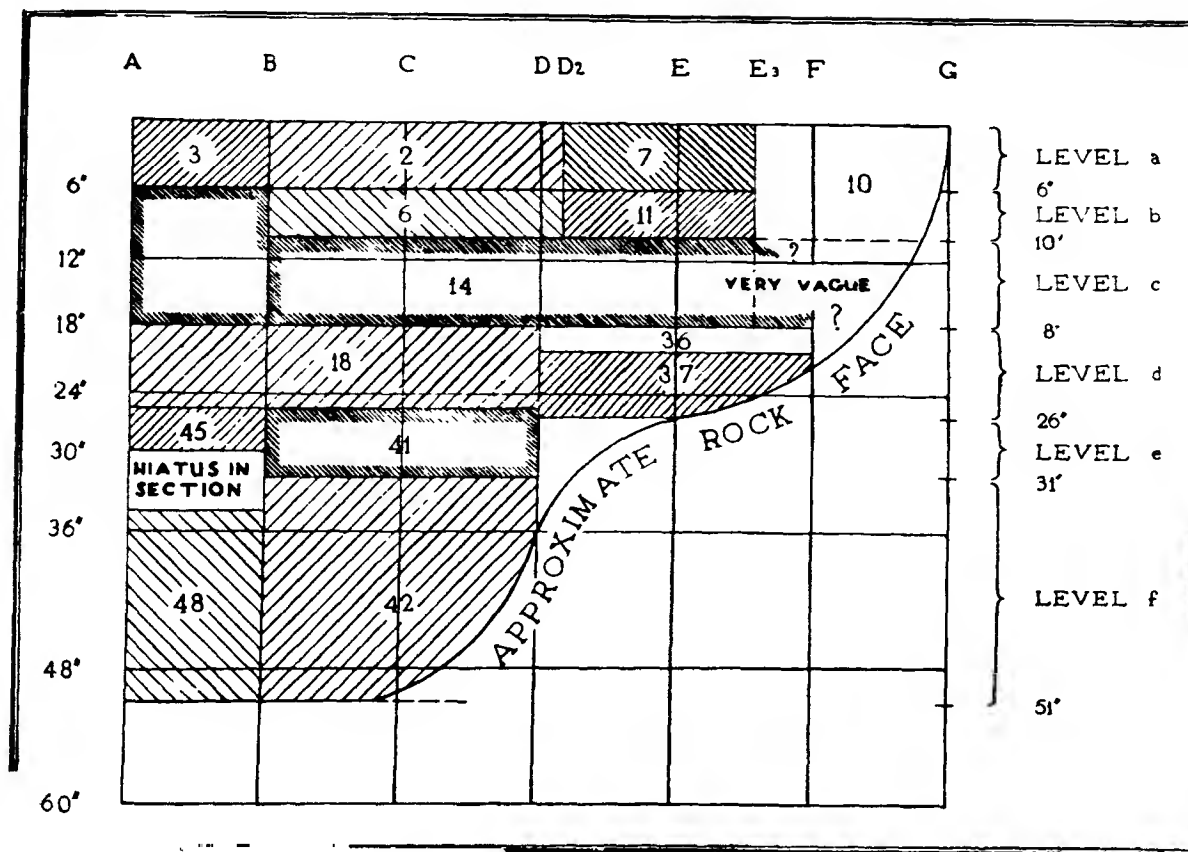 A B C D D2 E E3 F G
3 2 7 10 LEVEL a
6" 6"
6 11 LEVEL b
10"
12" ?
14 VERY VAGUE LEVEL c
18" ? 8"
36
18 37 LEVEL d
24"
26"
45 41
30" LEVEL e
HIATUS IN
SECTION 31"
36"
48 42 LEVEL f
48"
51"
60"
APPROXIMATE ROCK FACE